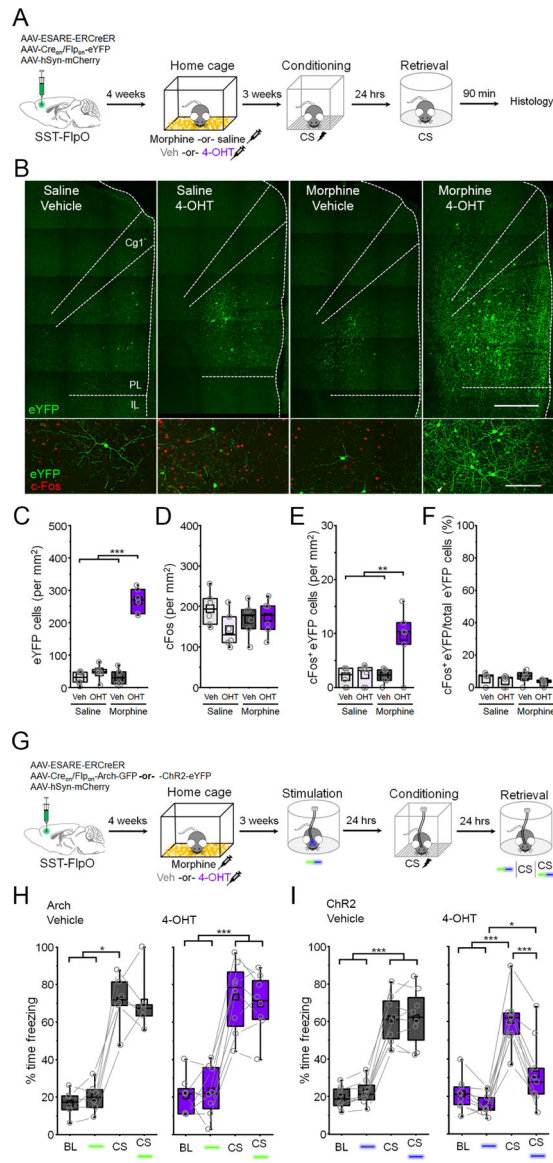 A
AAV-ESARE-ERCreER
AAV-Creon/Flpon-eYFP
AAV-hSyn-mCherry
SST-FlpO
4 weeks
Home cage
Morphine -or- saline
Veh -or- 4-OHT
3 weeks
Conditioning
CS
24 hrs
Retrieval
CS
90 min
Histology
B
Saline
Vehicle
Saline
4-OHT
Morphine
Vehicle
Morphine
4-OHT
Cg1
PL
IL
eYFP
eYFP
c-Fos
C
eYFP cells (per mm²)
500
400
300
200
100
0
***
Veh OHT Veh OHT
Saline Morphine
D
cFos (per mm²)
400
300
200
100
0
Veh OHT Veh OHT
Saline Morphine
E
cFos⁺ eYFP cells (per mm²)
30
20
10
0
**
Veh OHT Veh OHT
Saline Morphine
F
cFos⁺ eYFP/total eYFP cells (%)
50
40
30
20
10
0
Veh OHT Veh OHT
Saline Morphine
G
AAV-ESARE-ERCreER
AAV-Creon/Flpon-Arch-GFP -or- -ChR2-eYFP
AAV-hSyn-mCherry
SST-FlpO
4 weeks
Home cage
Morphine
Veh -or- 4-OHT
3 weeks
Stimulation
24 hrs
Conditioning
CS
24 hrs
Retrieval
CS
CS
H
Arch
Vehicle
4-OHT
% time freezing
100
80
60
40
20
0
*
***
BL CS CS
BL CS CS
I
ChR2
Vehicle
4-OHT
% time freezing
100
80
60
40
20
0
***
*
***
***
BL CS CS
BL CS CS